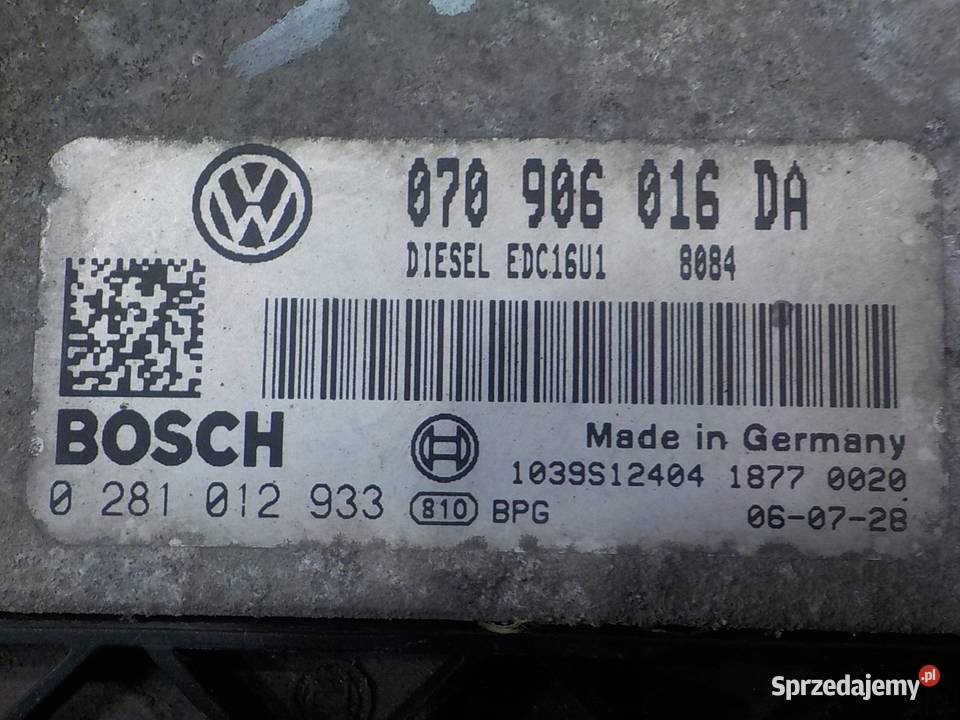 070 906 016 DA
DIESEL EDC16U1 8084
BOSCH
Made in Germany
1039S12404 1877 0020
0 281 012 933 810 BPG 06-07-28
Sprzedajemy.pl